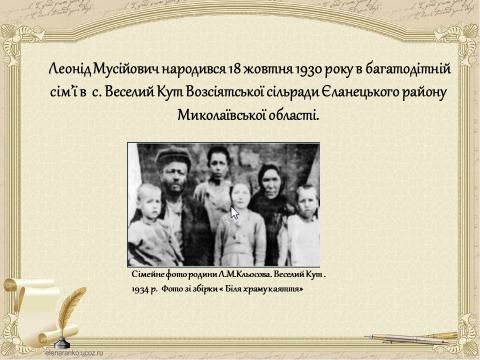 Леонід Мусійович народився 18 жовтня 1930 року в багатодітній
сім'ї в с. Веселий Кут Возсіятської сільради Єланецького району
Миколаївської області.
Сімейне фото родини Л.М.Кльосова. Веселий Кут .
1934 р. Фото зі збірки « Біля храму каяття»
elenaranko.ucoz.ru